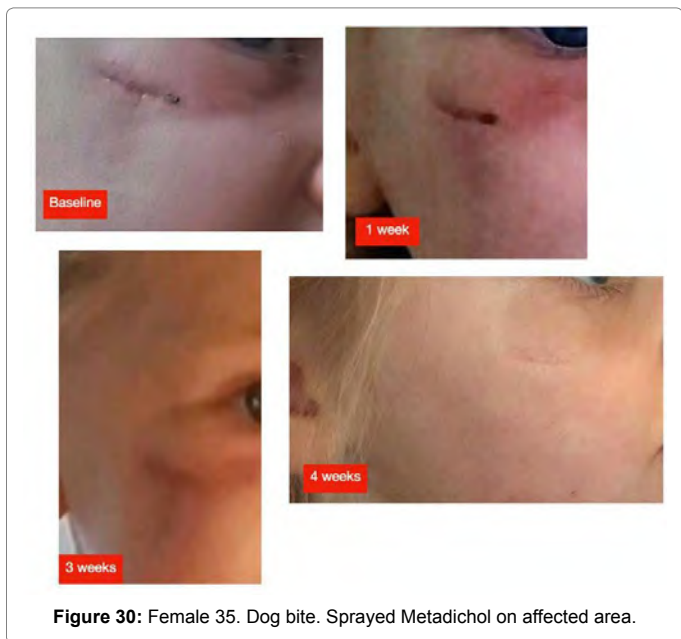 Baseline
1 week
3 weeks
4 weeks
Figure 30: Female 35. Dog bite. Sprayed Metadichol on affected area.